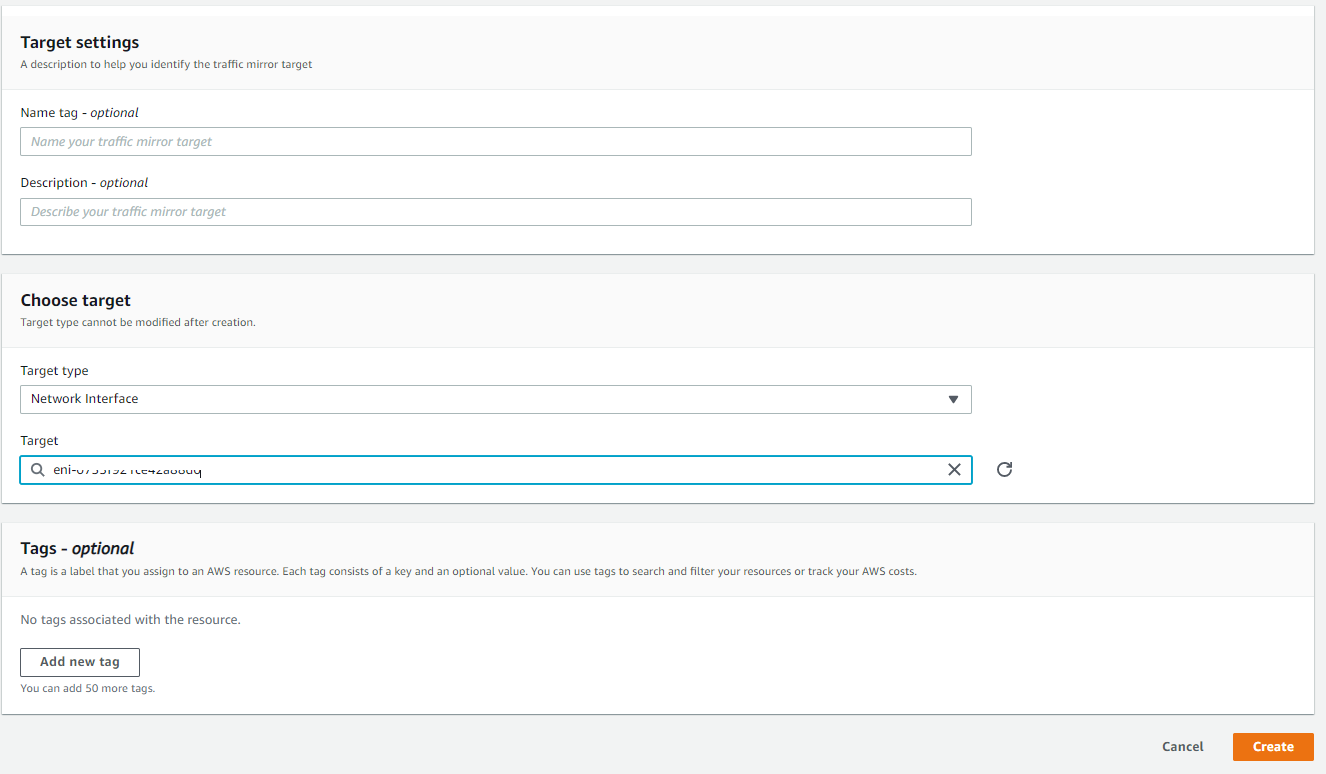 Target settings
A description to help you identify the traffic mirror target
Name tag - optional
Name your traffic mirror target
Description - optional
Describe your traffic mirror target
Choose target
Target type cannot be modified after creation.
Target type
Network Interface
Target
Tags - optional
A tag is a label that you assign to an AWS resource. Each tag consists of a key and an optional value. You can use tags to search and filter your resources or track your AWS costs.
No tags associated with the resource.
Add new tag
You can add 50 more tags.
Cancel
Create